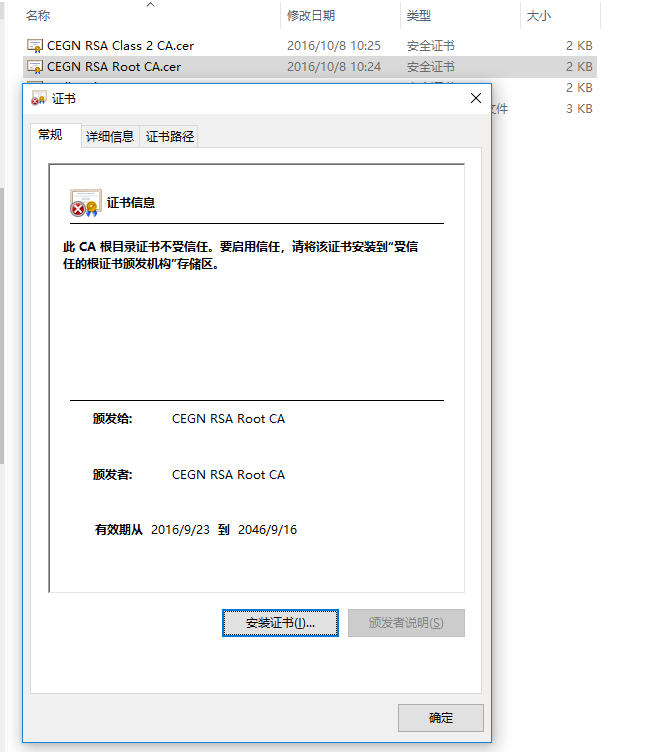 名称 修改日期 类型 大小
CEGN RSA Class 2 CA.cer 2016/10/8 10:25 安全证书 2 KB
CEGN RSA Root CA.cer 2016/10/8 10:24 安全证书 2 KB
2 KB
文件 3 KB
证书
常规 详细信息 证书路径
证书信息
此 CA 根目录证书不受信任。要启用信任，请将该证书安装到“受信
任的根证书颁发机构”存储区。
颁发给: CEGN RSA Root CA
颁发者: CEGN RSA Root CA
有效期从 2016/9/23 到 2046/9/16
安装证书(I)... 颁发者说明(S)
确定